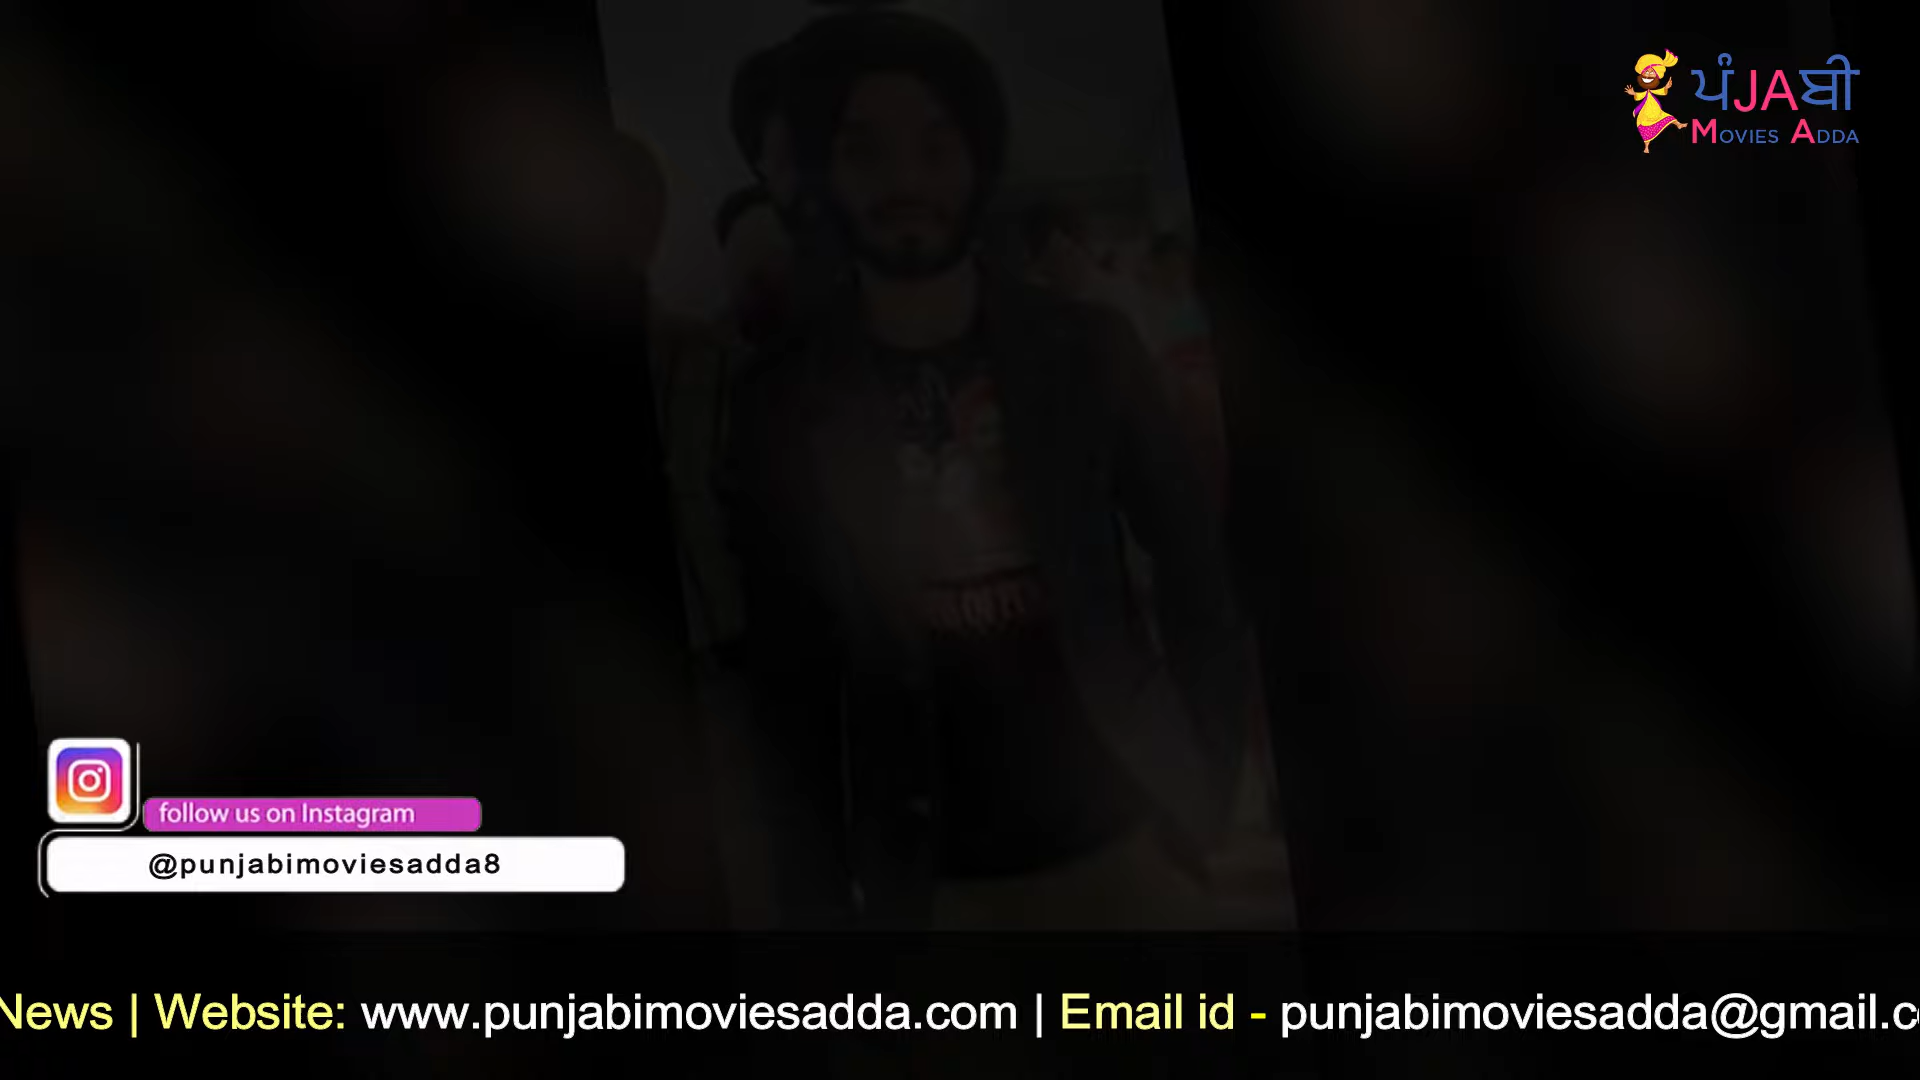 ਪੰJAਬੀ
MOVIES ADDA
follow us on Instagram
@punjabimoviesadda8
News | Website: www.punjabimoviesadda.com | Email id - punjabimoviesadda@gmail.c